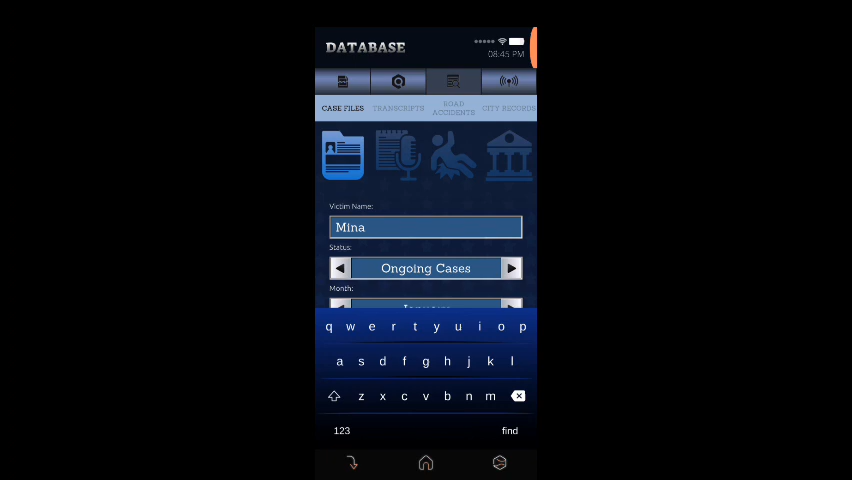 DATABASE
08:45 PM
CASE FILES TRANSCRIPTS ROAD ACCIDENTS CITY RECORDS
Victim Name:
Mina
Status:
Ongoing Cases
Month:
January
q w e r t y u i o p
a s d f g h j k l
z x c v b n m
123 find